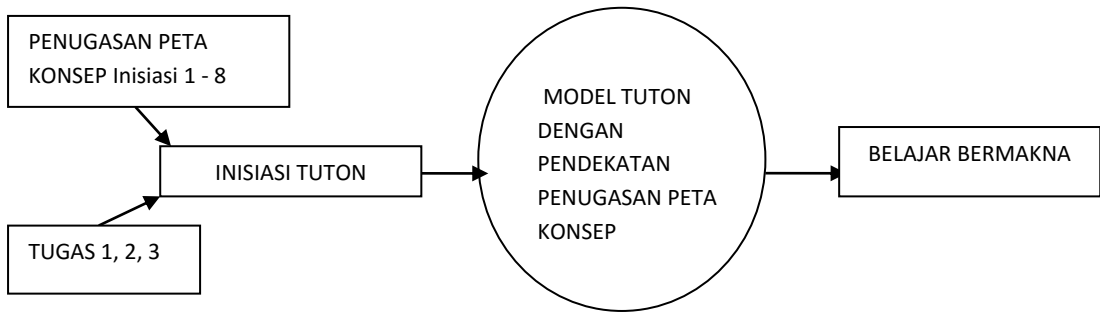 PENUGASAN PETA
KONSEP Inisiasi 1 - 8
INISIASI TUTON
TUGAS 1, 2, 3
MODEL TUTON
DENGAN
PENDEKATAN
PENUGASAN PETA
KONSEP
BELAJAR BERMAKNA